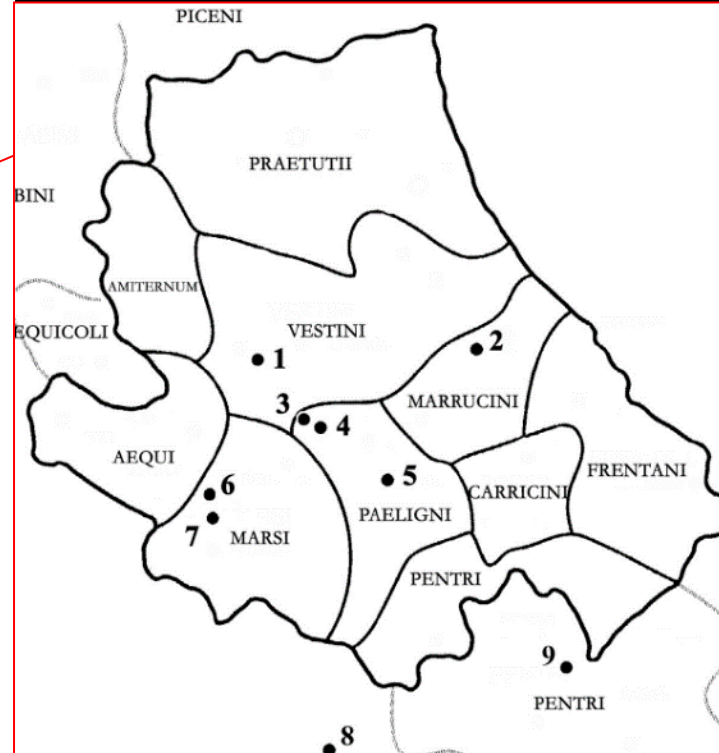 PICENI
PRAETUTII
BINI
AMITERNUM
EQUICOLI
VESTINI
1
2
MARRUCINI
3
4
AEQUI
6
5
CARRICINI
FRENTANI
7
MARSI
PAELIGNI
PENTRI
9
PENTRI
8